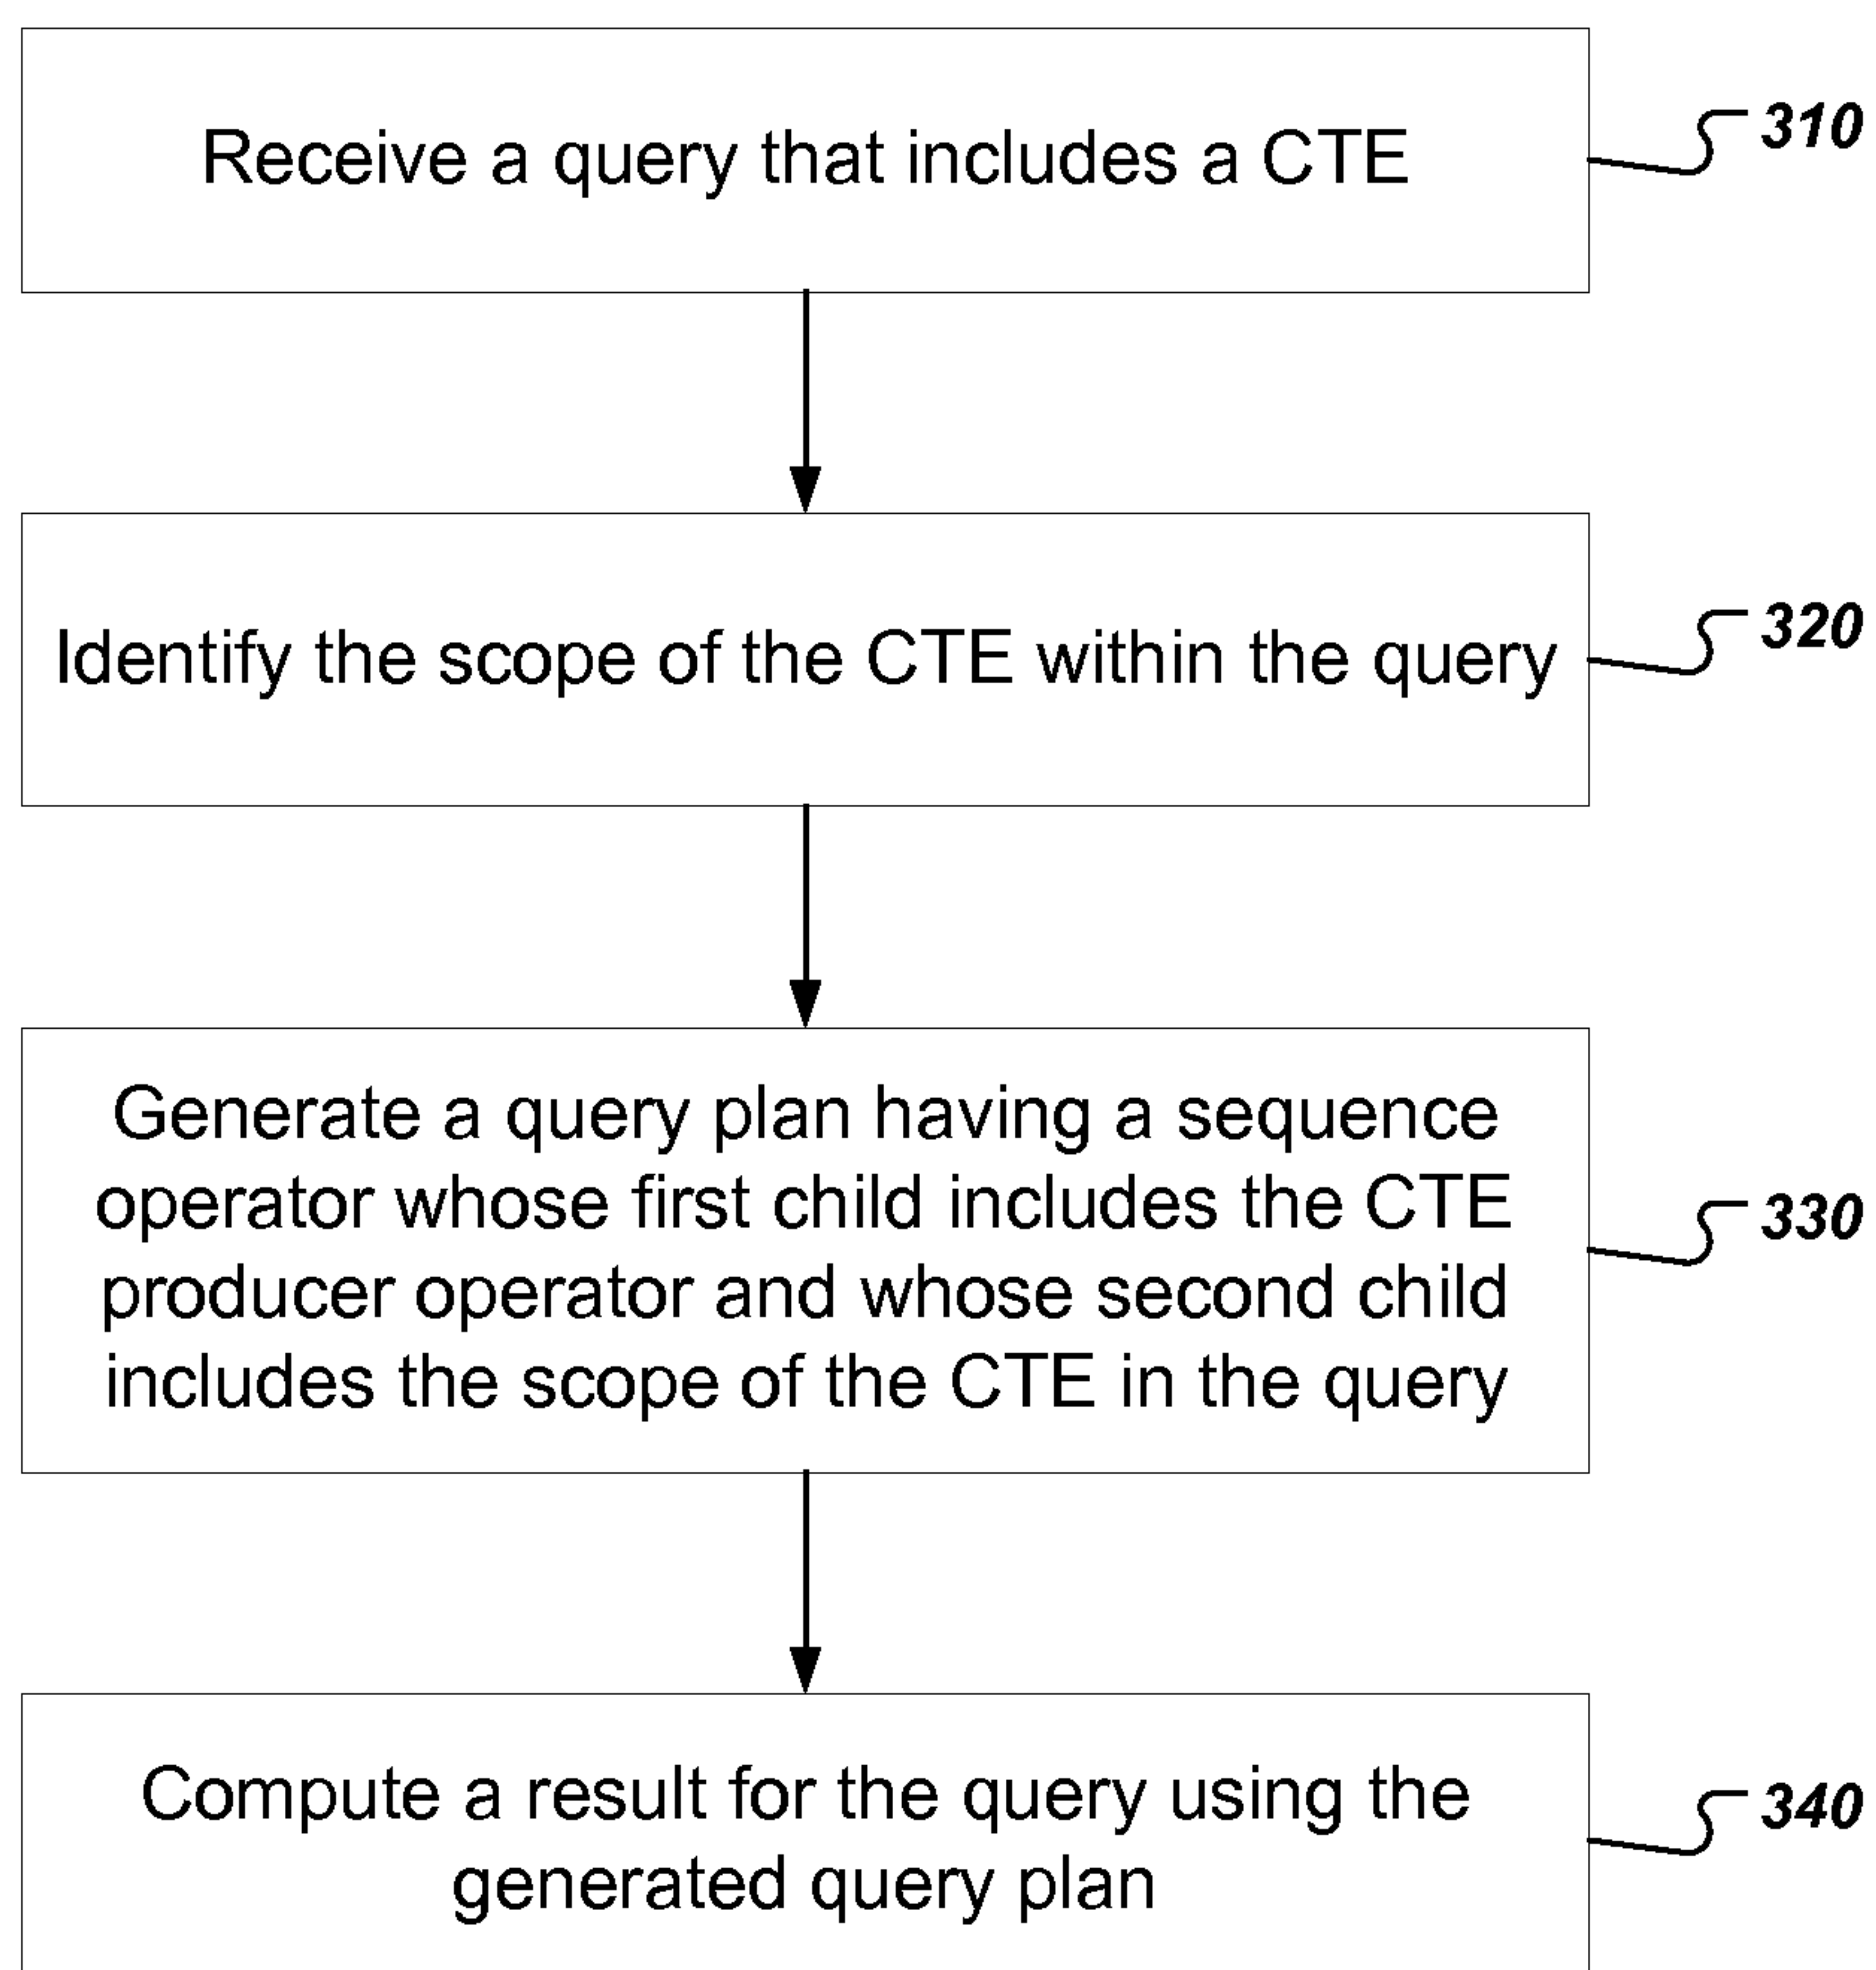 Receive a query that includes a CTE
310
Identify the scope of the CTE within the query
320
Generate a query plan having a sequence
operator whose first child includes the CTE
producer operator and whose second child
includes the scope of the CTE in the query
330
Compute a result for the query using the
generated query plan
340